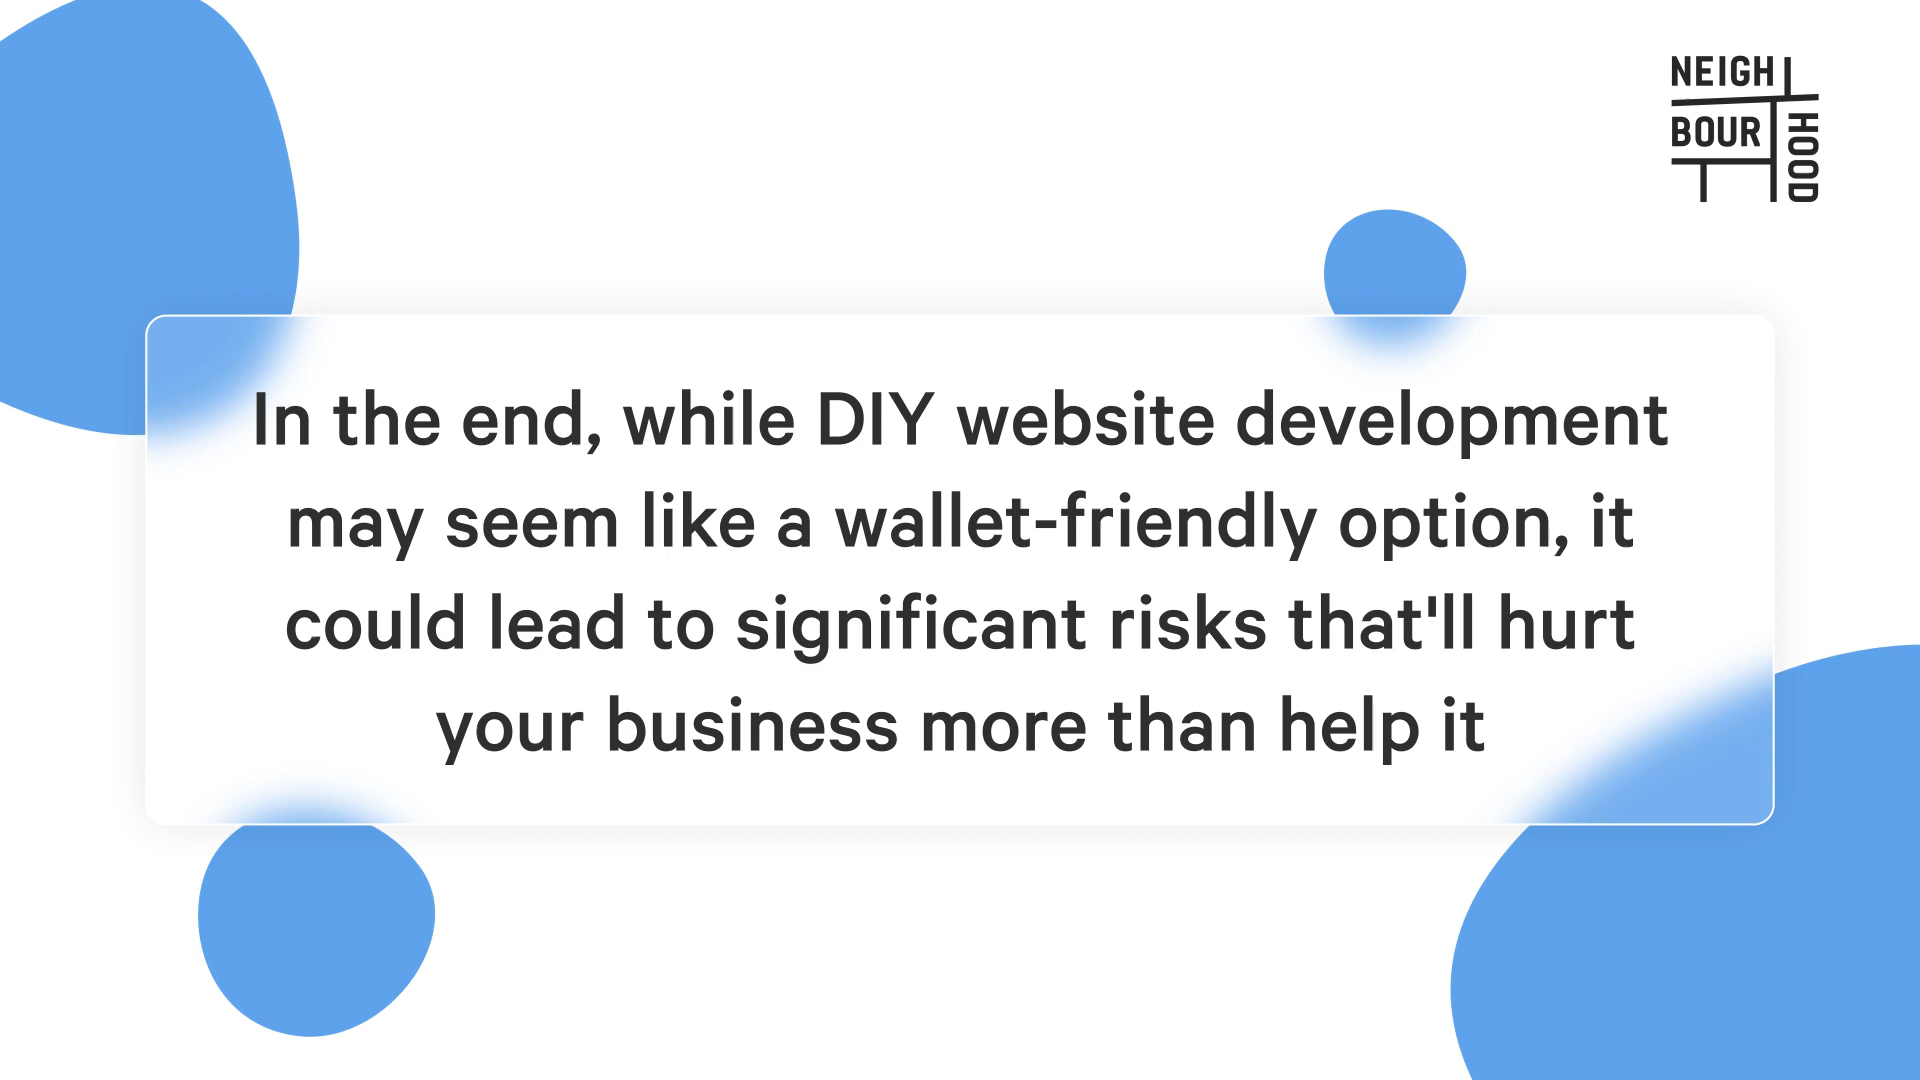 NEIGH
BOUR
HOOD
In the end, while DIY website development
may seem like a wallet-friendly option, it
could lead to significant risks that'll hurt
your business more than help it